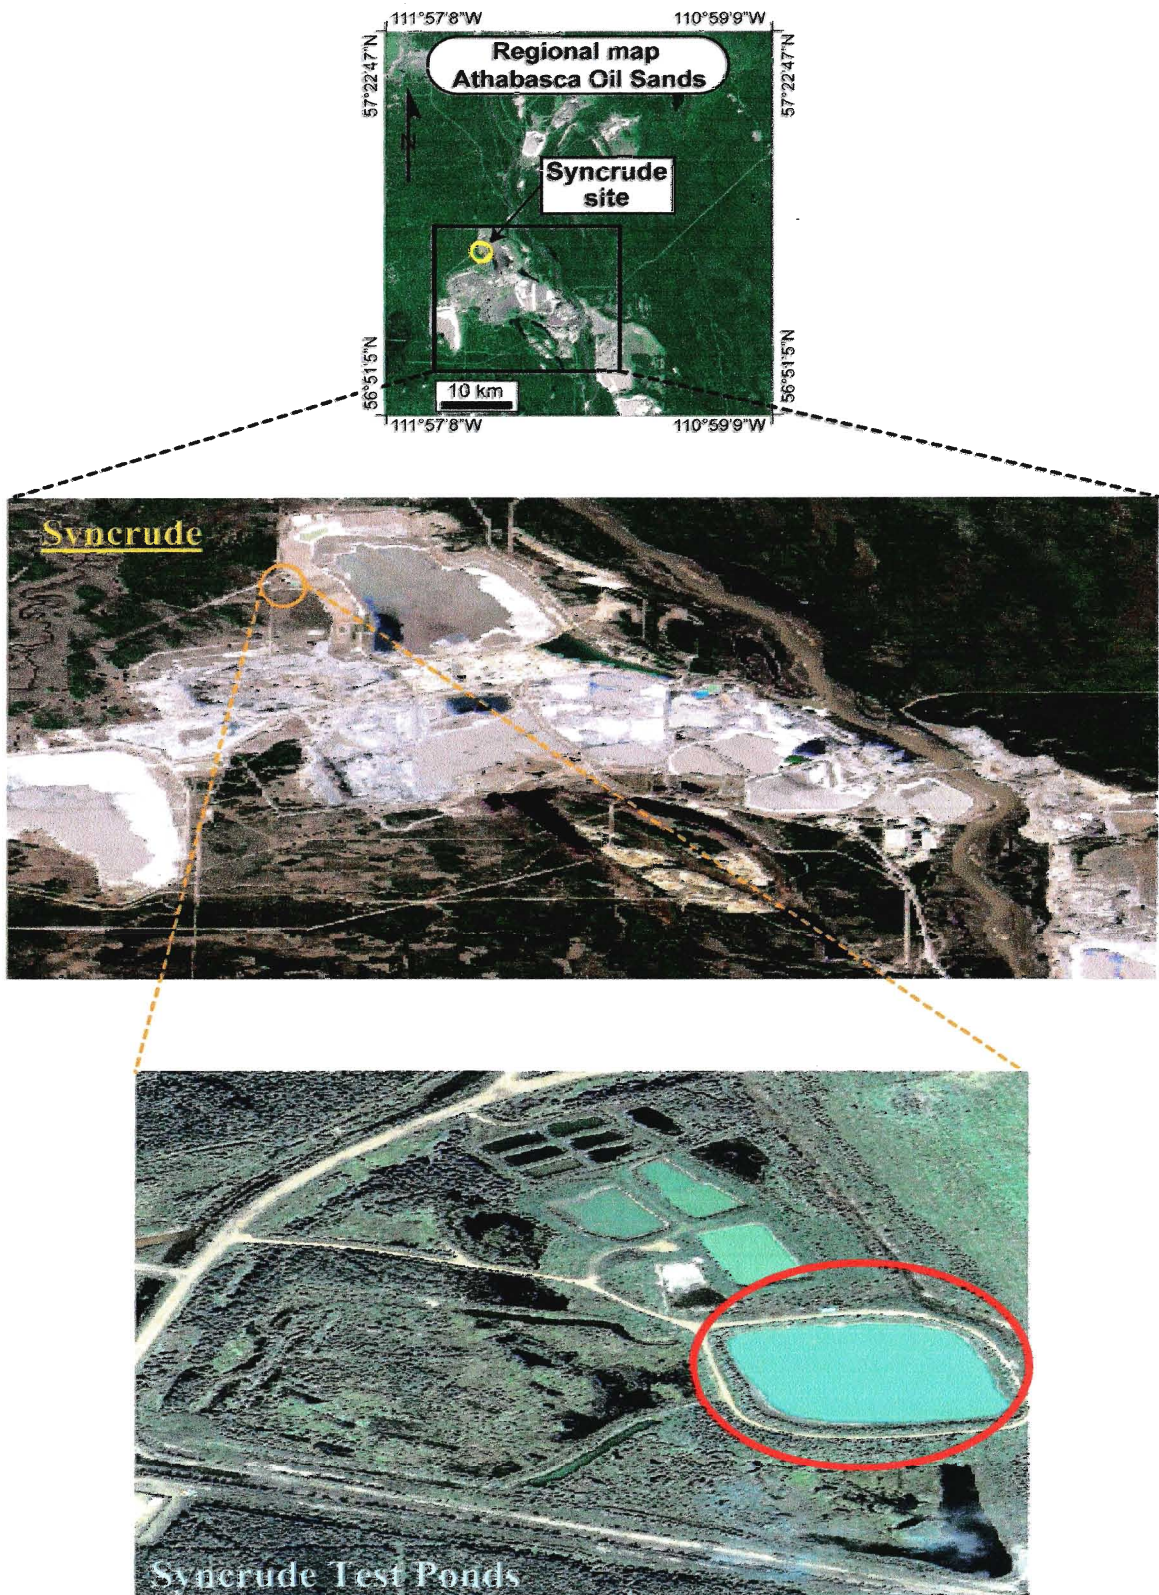 111°57'8"W
110°59'9"W
57°22'47"N
57°22'47"N
Regional map
Athabasca Oil Sands
N
Syncrude
site
56°51'5"N
56°51'5"N
10 km
111°57'8"W
110°59'9"W
Syncrude
Syncrude Test Ponds